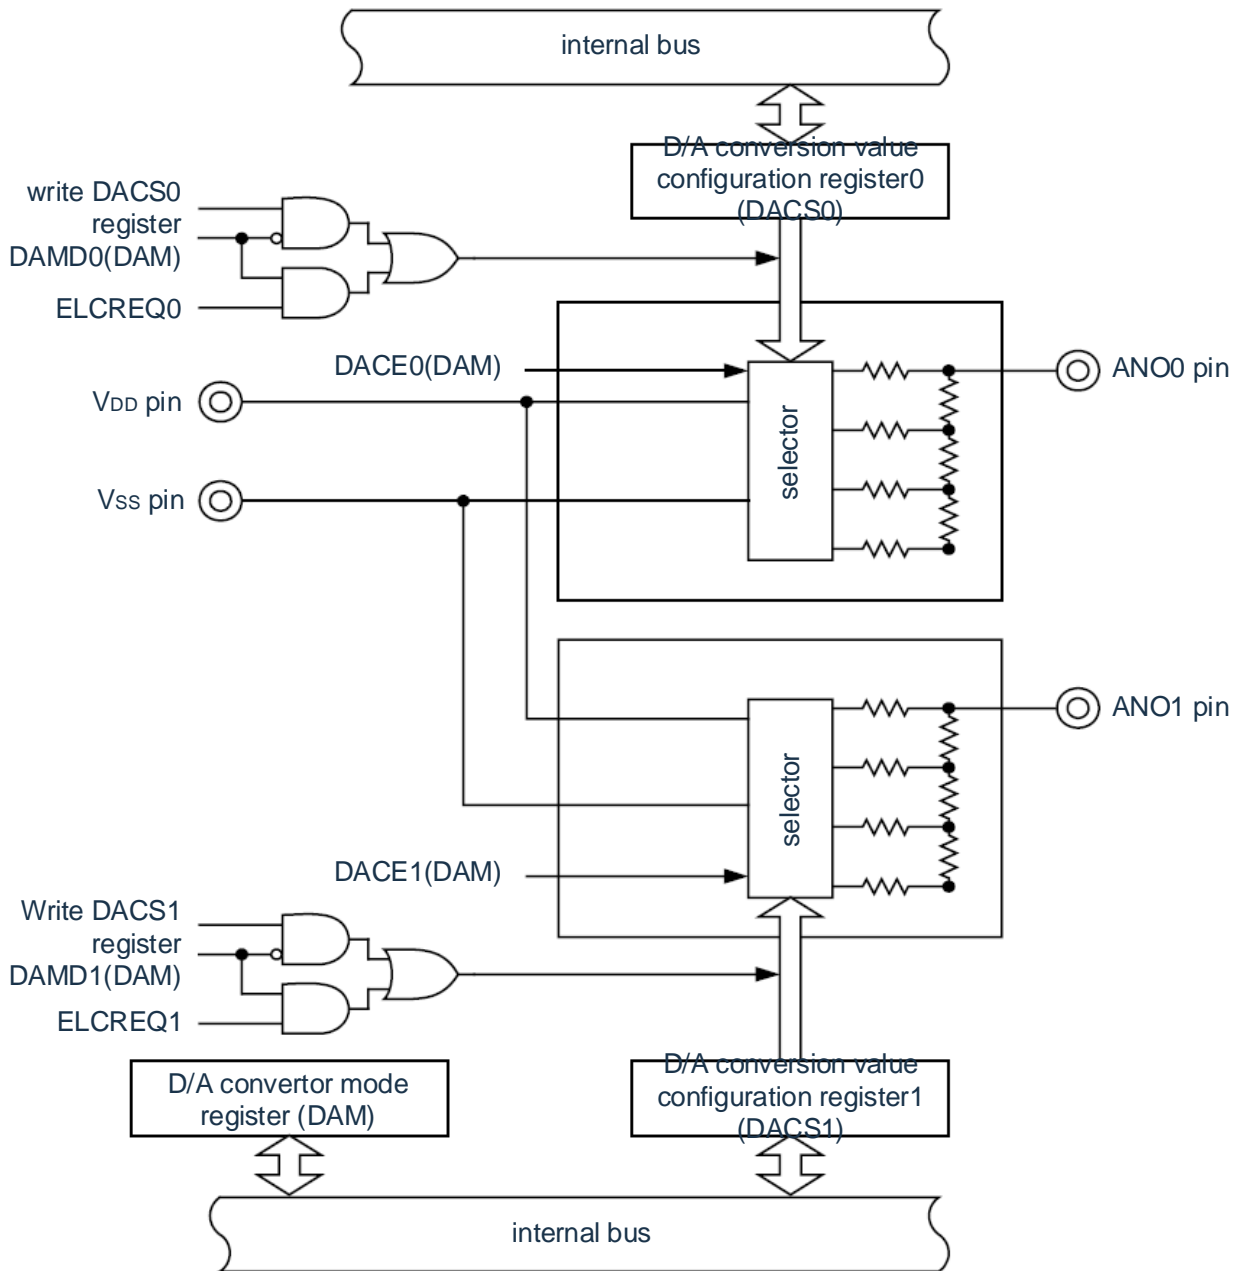 internal bus
D/A conversion value
configuration register0
(DACS0)
write DACS0
register
DAMD0(DAM)
ELCREQ0
DACE0(DAM)
VDD pin
VSS pin
selector
ANO0 pin
ANO1 pin
selector
DACE1(DAM)
Write DACS1
register
DAMD1(DAM)
ELCREQ1
D/A convertor mode
register (DAM)
D/A conversion value
configuration register1
(DACS1)
internal bus